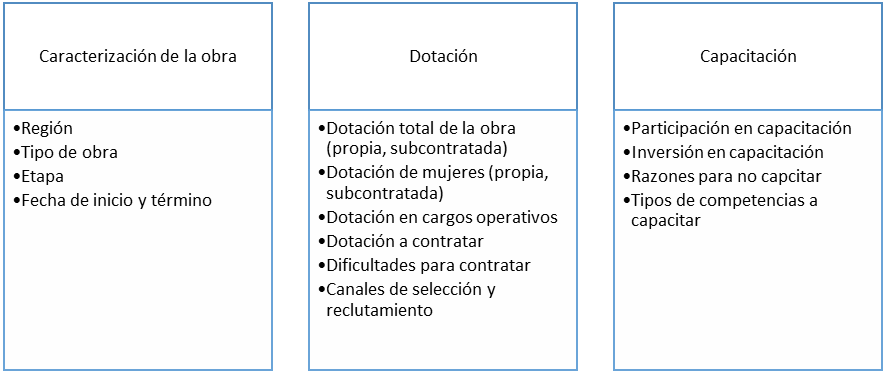 Caracterización de la obra
•Región
•Tipo de obra
•Etapa
•Fecha de inicio y término
Dotación
•Dotación total de la obra
(propia, subcontratada)
•Dotación de mujeres (propia,
subcontratada)
•Dotación en cargos operativos
•Dotación a contratar
•Dificultades para contratar
•Canales de selección y
reclutamiento
Capacitación
•Participación en capacitación
•Inversión en capacitación
•Razones para no capcitar
•Tipos de competencias a
capacitar